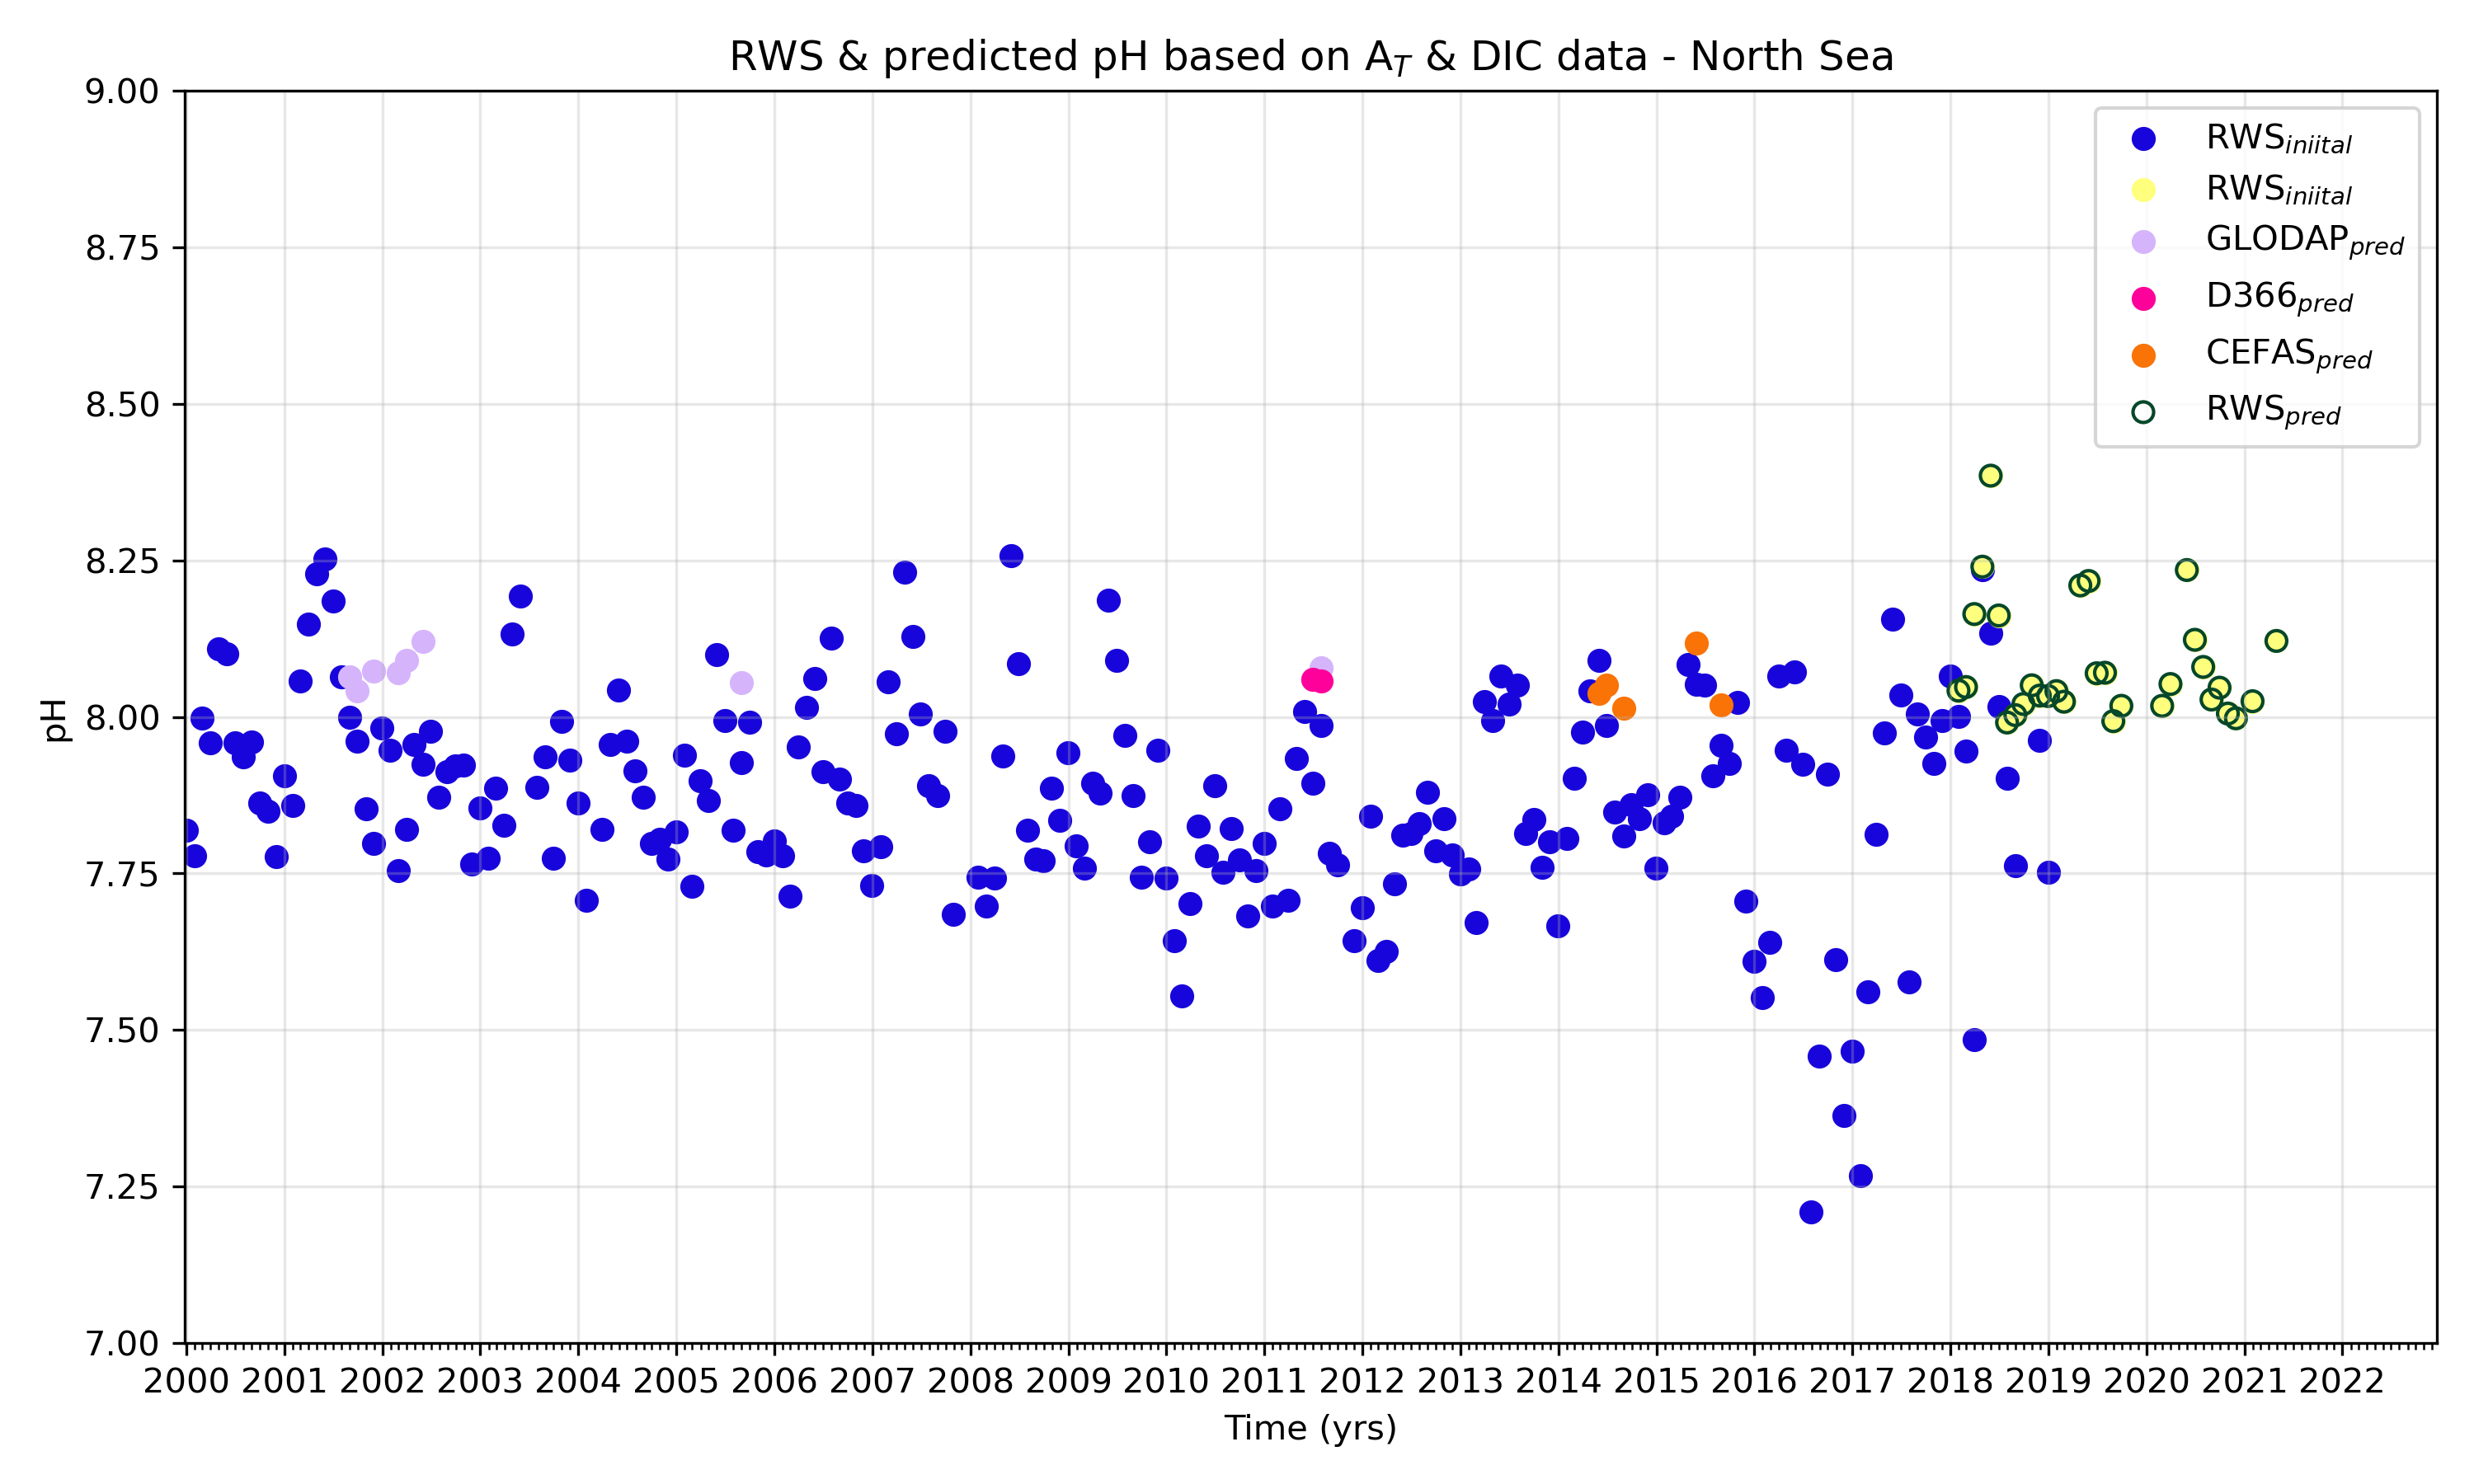 RWS & predicted pH based on A_T & DIC data - North Sea
9.00
8.75
8.50
8.25
8.00
7.75
7.50
7.25
7.00
pH
RWS_iniital
RWS_iniital
GLODAP_pred
D366_pred
CEFAS_pred
RWS_pred
2000 2001 2002 2003 2004 2005 2006 2007 2008 2009 2010 2011 2012 2013 2014 2015 2016 2017 2018 2019 2020 2021 2022
Time (yrs)